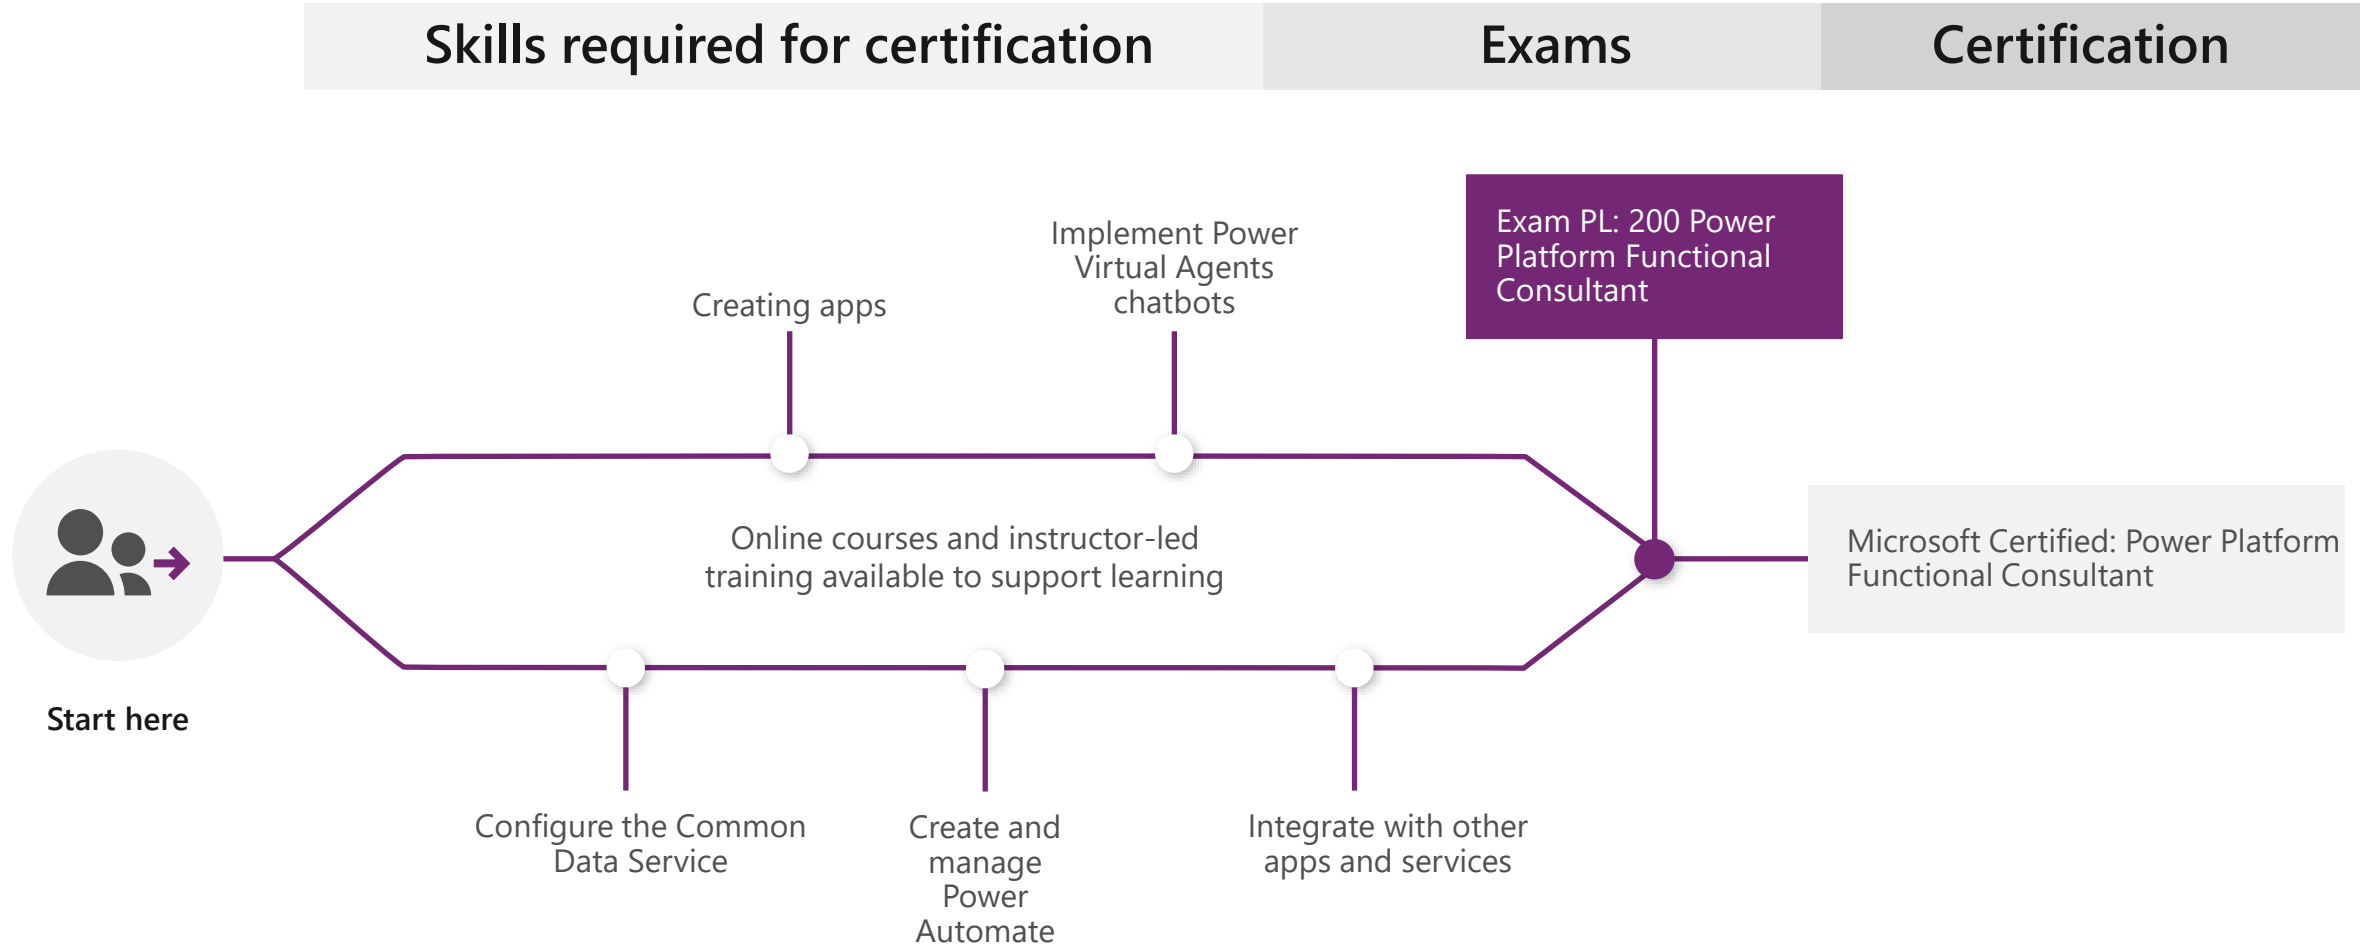 Skills required for certification
Exams
Certification
Creating apps
Implement Power
Virtual Agents
chatbots
Exam PL: 200 Power
Platform Functional
Consultant
Online courses and instructor-led
training available to support learning
Microsoft Certified: Power Platform
Functional Consultant
Start here
Configure the Common
Data Service
Create and
manage
Power
Automate
Integrate with other
apps and services